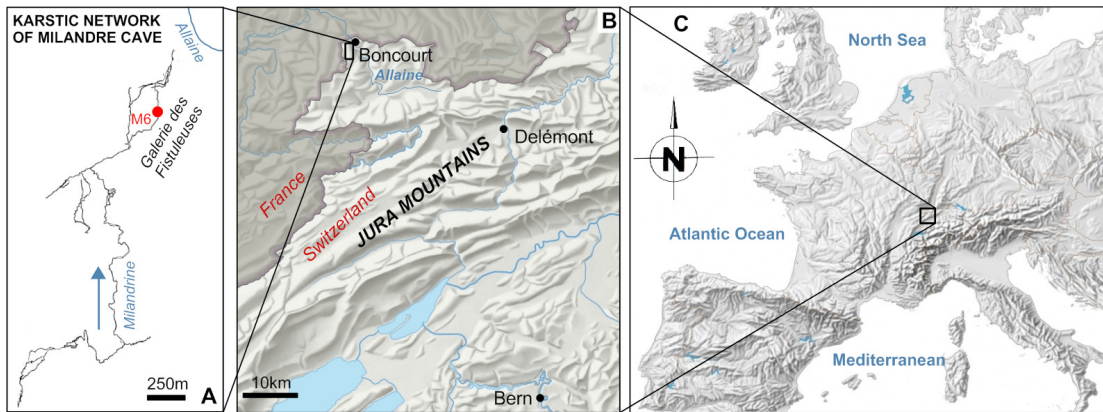 KARSTIC NETWORK
OF MILANDRE CAVE
Allaine
M6
Galerie des
Fistuleuses
Milandrine
250m
A
B
Boncourt
Allaine
Delémont
France
Switzerland
JURA MOUNTAINS
10km
Bern
C
North Sea
N
Atlantic Ocean
Mediterranean